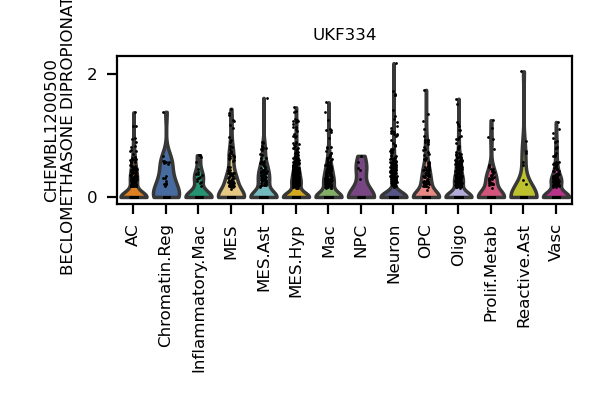 UKF334
CHEMBL1200500
BECLOMETHASONE DIPROPIONAT
2
0
AC
Chromatin.Reg
Inflammatory.Mac
MES
MES.Ast
MES.Hyp
Mac
NPC
Neuron
OPC
Oligo
Prolif.Metab
Reactive.Ast
Vasc